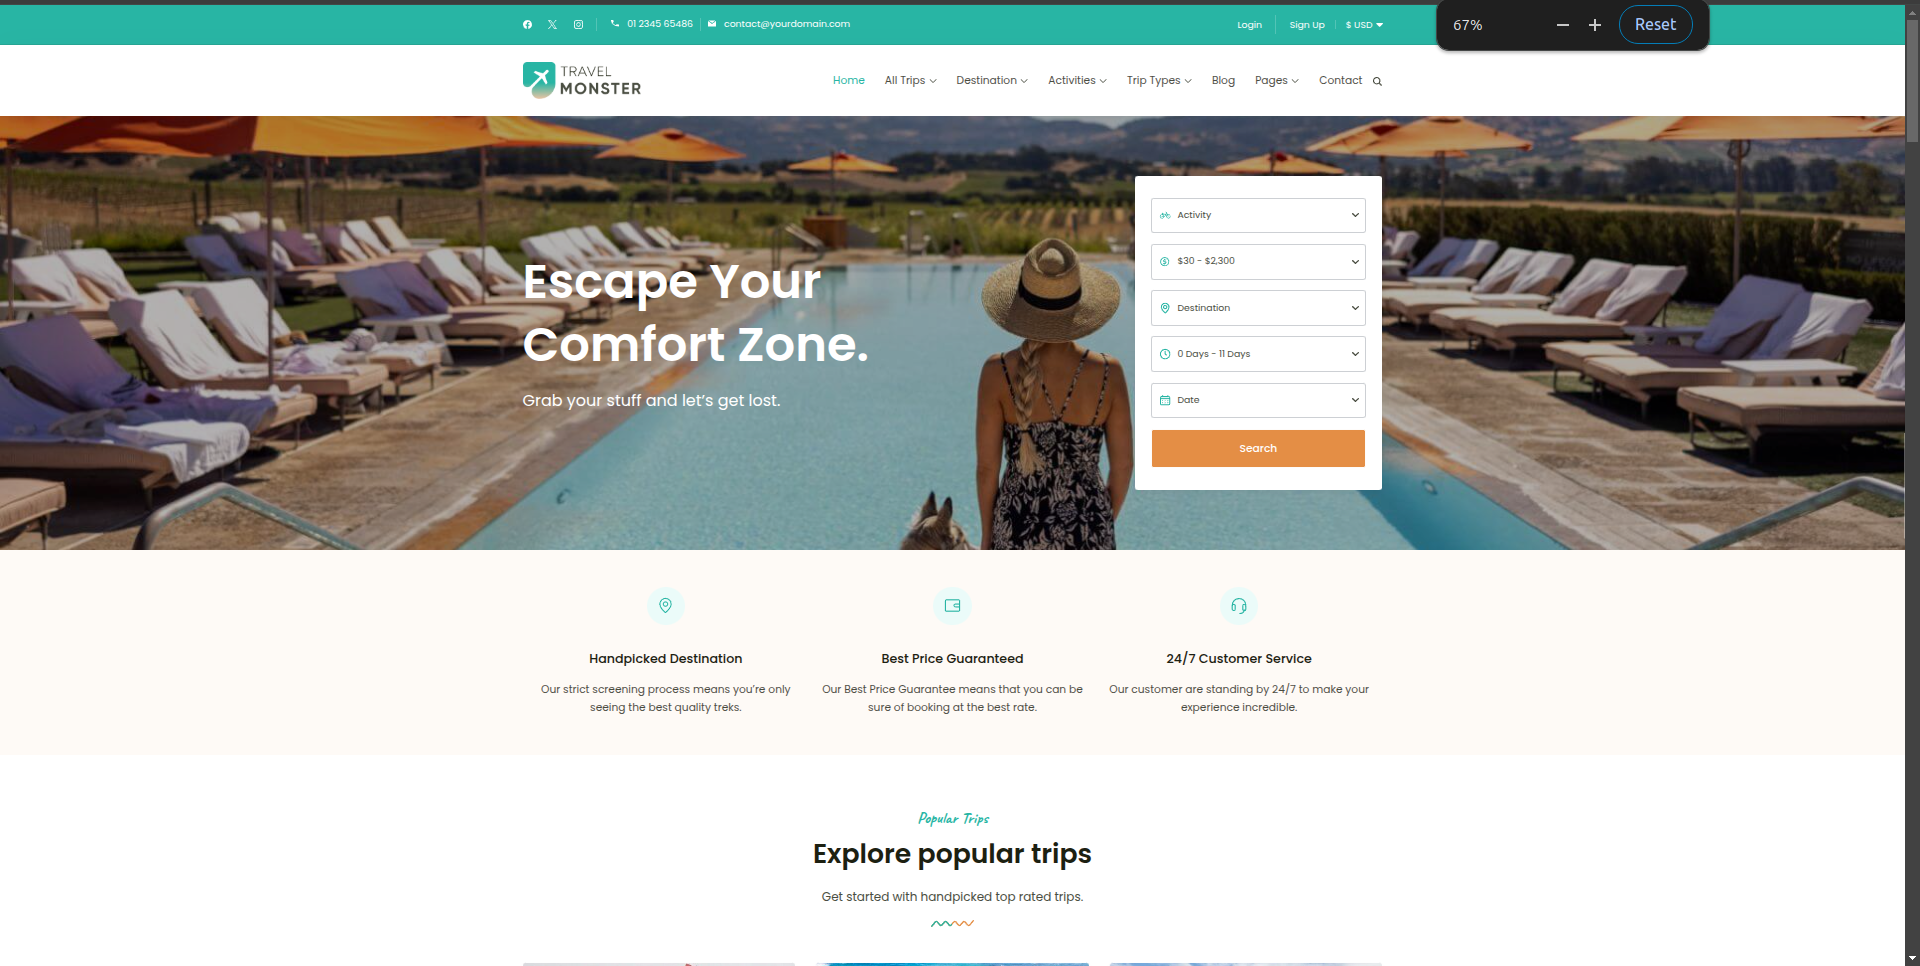 01 2345 65486
contact@yourdomain.com
Login
Sign Up
$ USD
67%
Reset
TRAVEL
MONSTER
Home
All Trips
Destination
Activities
Trip Types
Blog
Pages
Contact
Escape Your
Comfort Zone.
Grab your stuff and let’s get lost.
Activity
$30 - $2,300
Destination
0 Days - 11 Days
Date
Search
Handpicked Destination
Our strict screening process means you’re only
seeing the best quality treks.
Best Price Guaranteed
Our Best Price Guarantee means that you can be
sure of booking at the best rate.
24/7 Customer Service
Our customer are standing by 24/7 to make your
experience incredible.
Popular Trips
Explore popular trips
Get started with handpicked top rated trips.